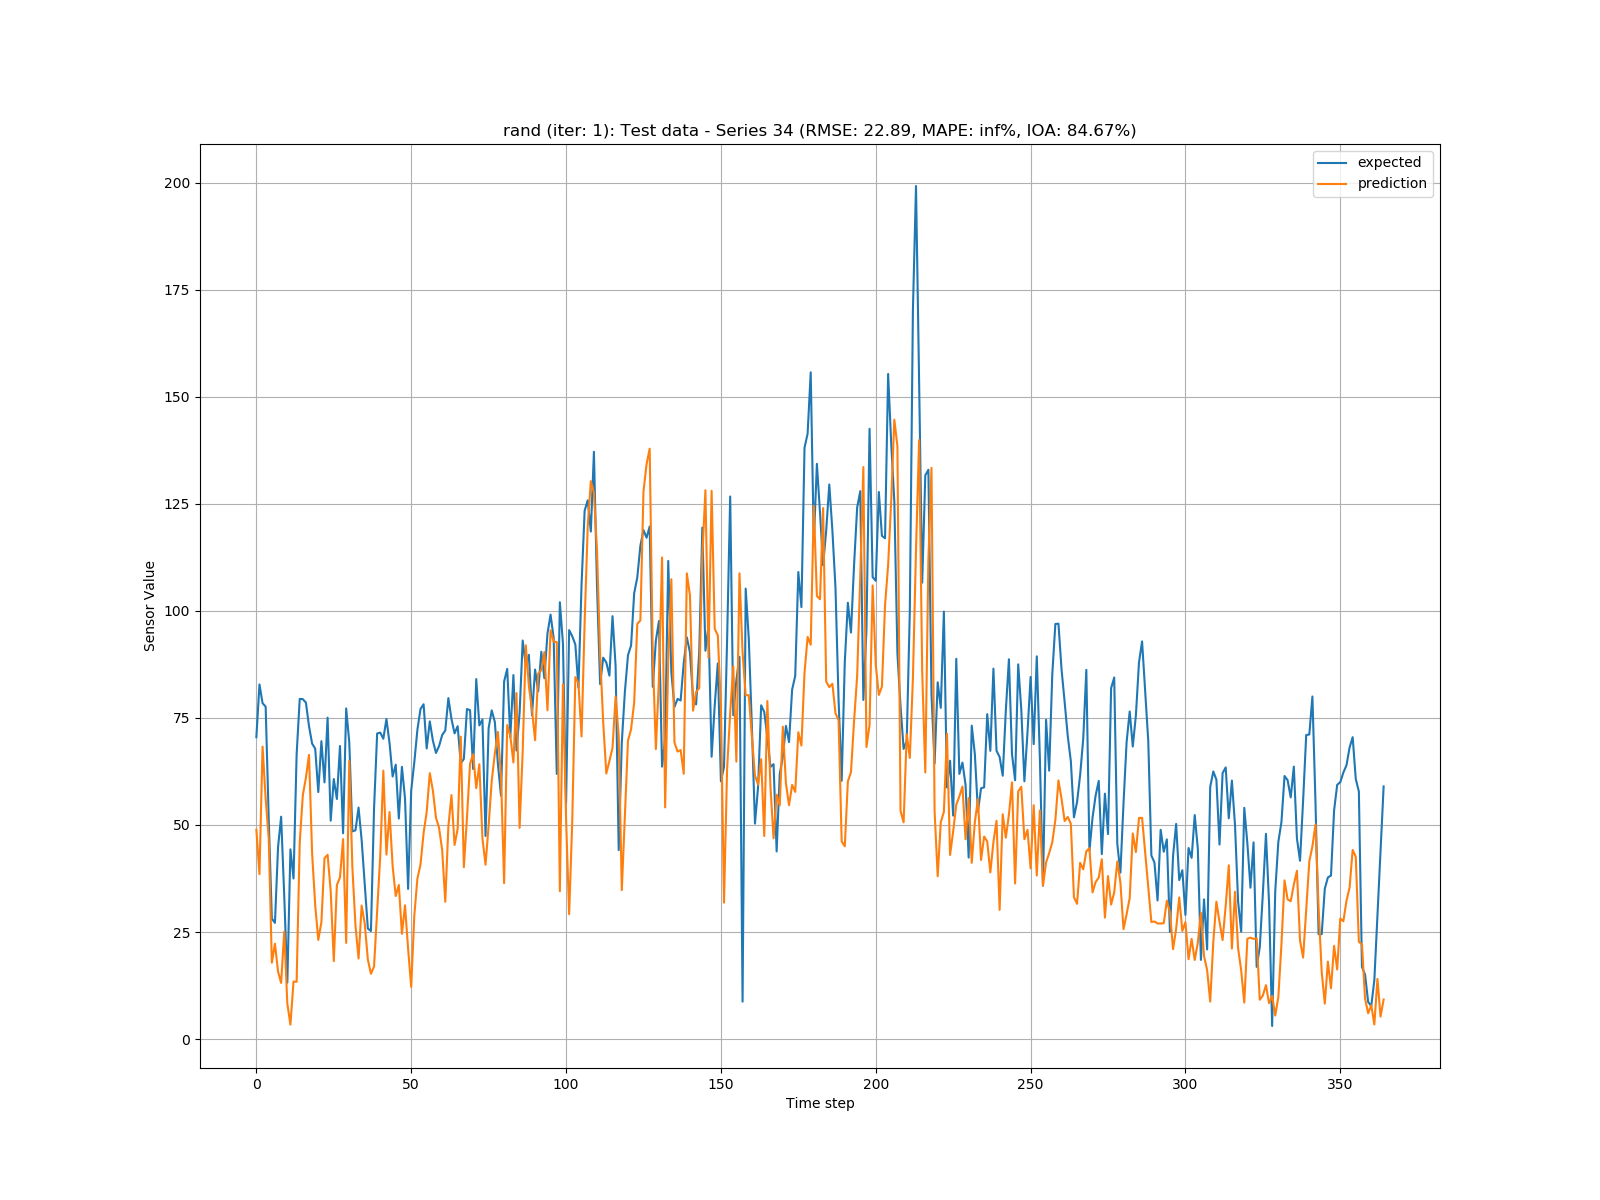 rand (iter: 1): Test data - Series 34 (RMSE: 22.89, MAPE: inf%, IOA: 84.67%)
expected
prediction
200
175
150
125
100
75
50
25
0
Sensor Value
0 50 100 150 200 250 300 350
Time step